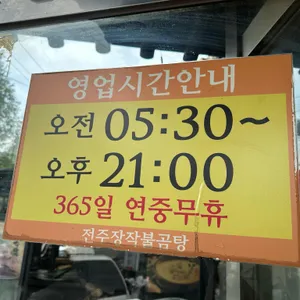 영업시간안내
오전 05:30~
오후 21:00
365일 연중무휴
전주장작불곰탕